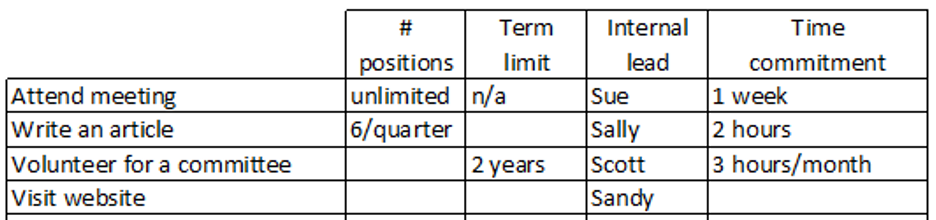 # positions Term limit Internal lead Time commitment
Attend meeting unlimited n/a Sue 1 week
Write an article 6/quarter Sally 2 hours
Volunteer for a committee 2 years Scott 3 hours/month
Visit website Sandy